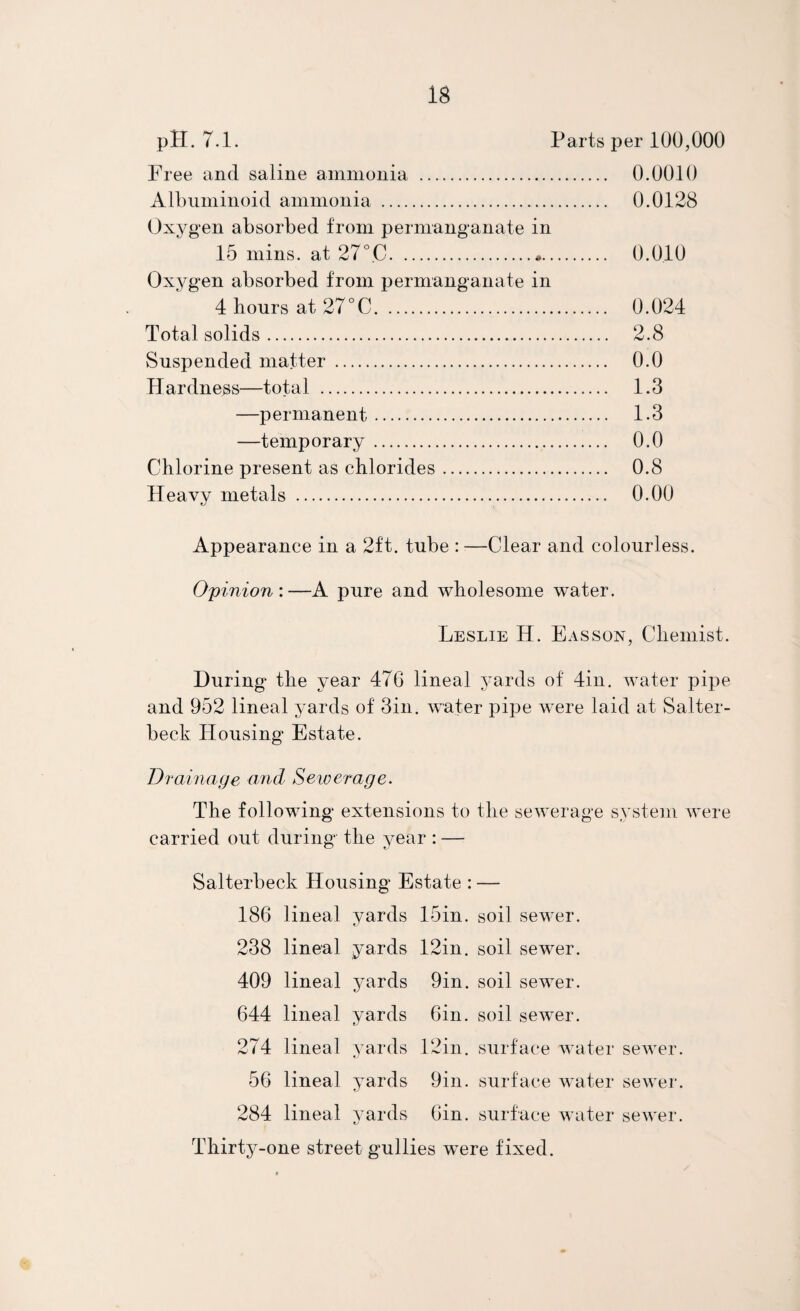 18
pH. 7.1. Parts per 100,000
Free and saline ammonia ........................... 0.0010
Albuminoid ammonia ................................. 0.0128
Oxygen absorbed from permanganate in
15 mins. at 27°C. ............................... 0.010
Oxygen absorbed from permanganate in
4 hours at 27°C. ................................. 0.024
Total solids ................................................ 2.8
Suspended matter ....................................... 0.0
Hardness—total ......................................... 1.3
—permanent ................................. 1.3
—temporary ................................. 0.0
Chlorine present as chlorides ........................ 0.8
Heavy metals ............................................ 0.00
Appearance in a 2ft. tube :—Clear and colourless.
Opinion :—A pure and wholesome water.
Leslie H. Easson, Chemist.
During the year 476 lineal yards of 4in. water pipe
and 952 lineal yards of 3in. water pipe were laid at Salter-
beck Housing Estate.
Drainage and Sewerage.
The following extensions to the sewerage system were
carried out during the year :—
Salterbeck Housing Estate :—
186 lineal yards 15in. soil sewer.
238 lineal yards 12in. soil sewer.
409 lineal yards 9in. soil sewer.
644 lineal yards 6in. soil sewer.
274 lineal yards 12in. surface water sewer.
56 lineal yards 9in. surface water sewer.
284 lineal yards 6in. surface water sewer.
Thirty-one street gullies were fixed.